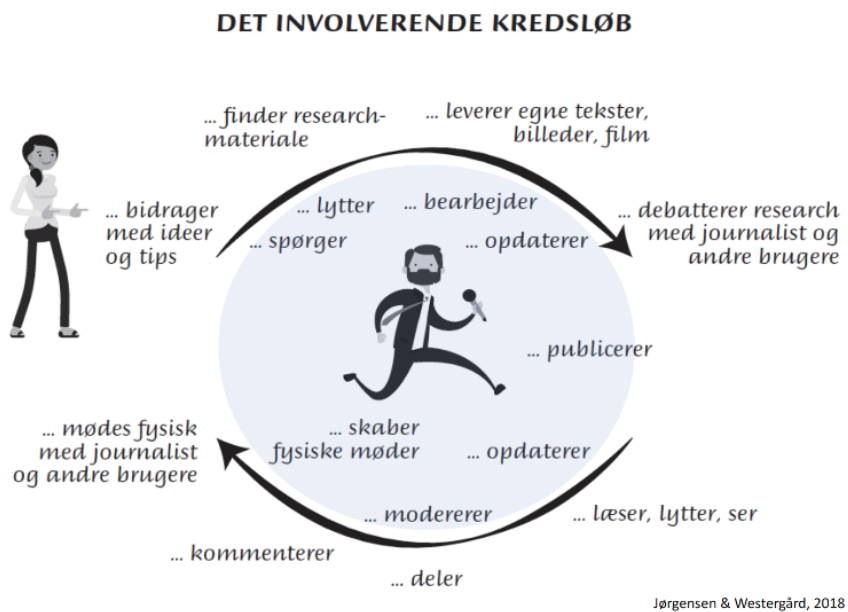 DET INVOLVERENDE KREDSLØB
... finder research-
materiale
... leverer egne tekster,
billeder, film
... bidrager
med ideer
og tips
... lytter
... bearbejder
... spørger
... opdaterer
... debatterer research
med journalist og
andre brugere
... publicerer
... mødes fysisk
med journalist
og andre brugere
... skaber
fysiske møder
... opdaterer
... modererer
... læser, lytter, ser
... kommenterer
... deler
Jørgensen & Westergård, 2018